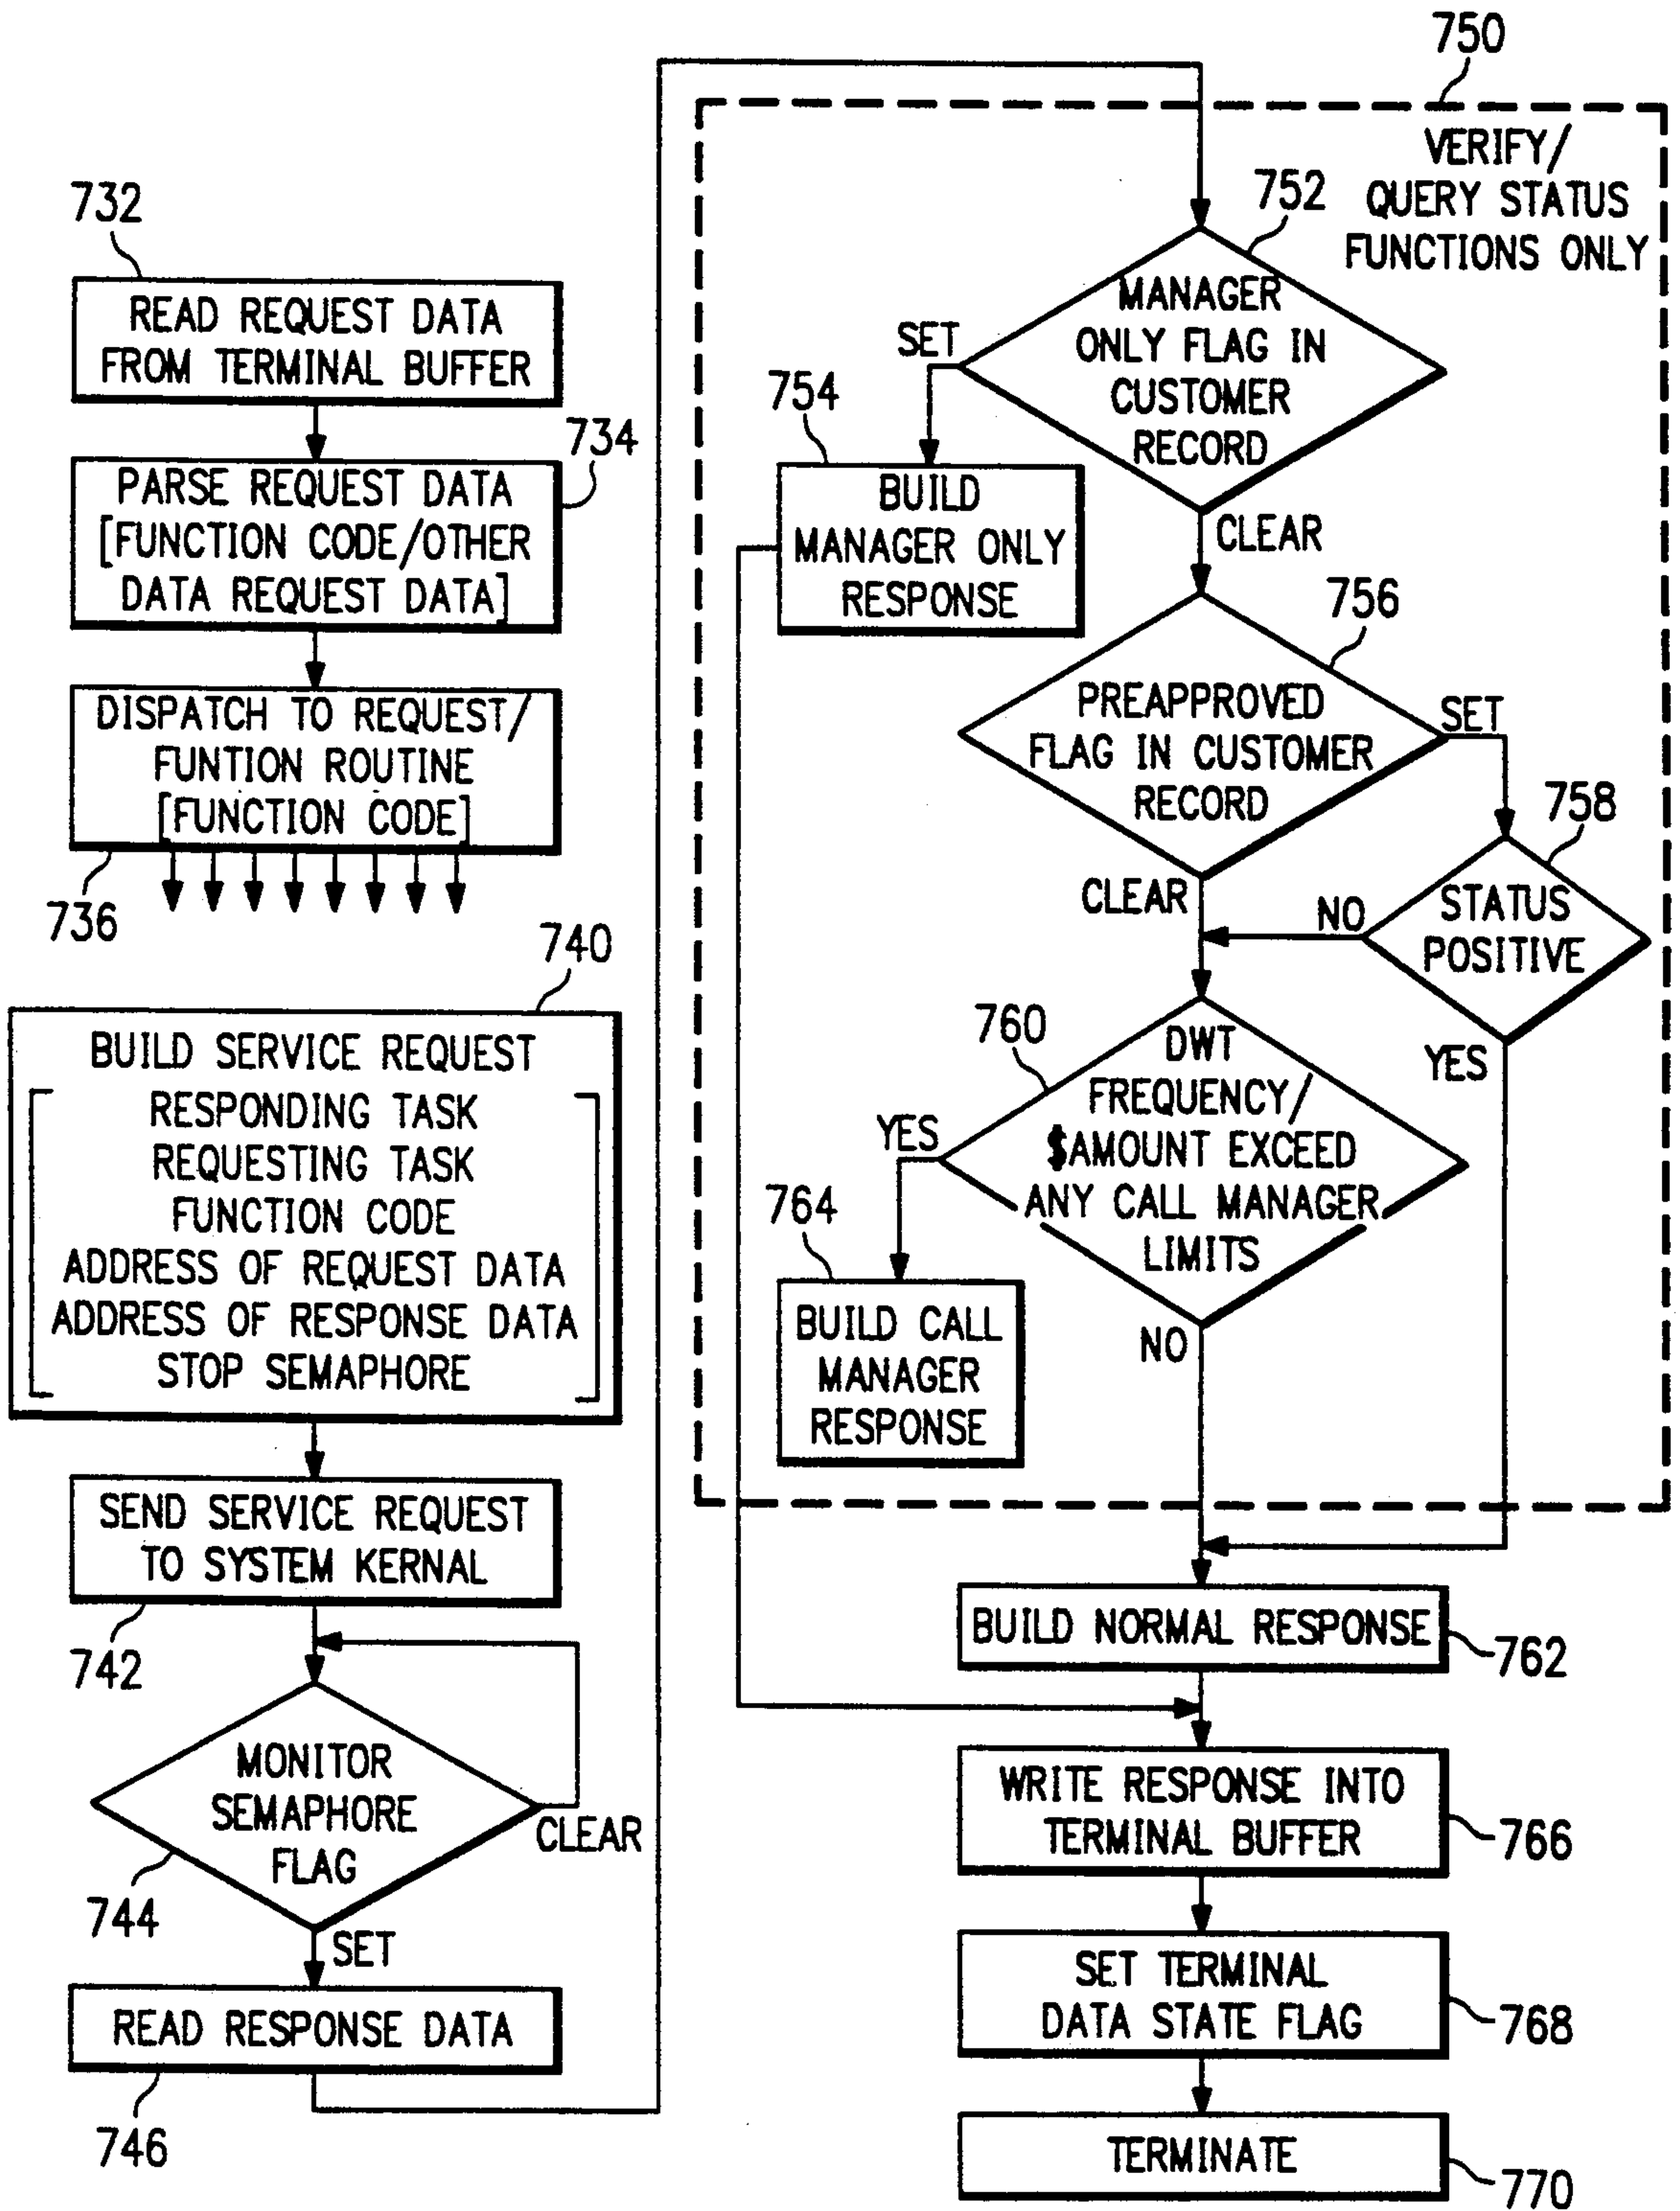 732
READ REQUEST DATA
FROM TERMINAL BUFFER
734
PARSE REQUEST DATA
[FUNCTION CODE/OTHER
DATA REQUEST DATA]
DISPATCH TO REQUEST/
FUNTION ROUTINE
[FUNCTION CODE]
736
740
BUILD SERVICE REQUEST
RESPONDING TASK
REQUESTING TASK
FUNCTION CODE
ADDRESS OF REQUEST DATA
ADDRESS OF RESPONSE DATA
STOP SEMAPHORE
SEND SERVICE REQUEST
TO SYSTEM KERNAL
742
MONITOR
SEMAPHORE
FLAG
CLEAR
744
SET
READ RESPONSE DATA
746
750
VERIFY/
QUERY STATUS
FUNCTIONS ONLY
752
MANAGER
ONLY FLAG IN
CUSTOMER
RECORD
SET
754
BUILD
MANAGER ONLY
RESPONSE
CLEAR
756
PREAPPROVED
FLAG IN CUSTOMER
RECORD
SET
758
STATUS
POSITIVE
NO
CLEAR
YES
760
DWT
FREQUENCY/
$AMOUNT EXCEED
ANY CALL MANAGER
LIMITS
YES
764
BUILD CALL
MANAGER
RESPONSE
NO
BUILD NORMAL RESPONSE
762
WRITE RESPONSE INTO
TERMINAL BUFFER
766
SET TERMINAL
DATA STATE FLAG
768
TERMINATE
770